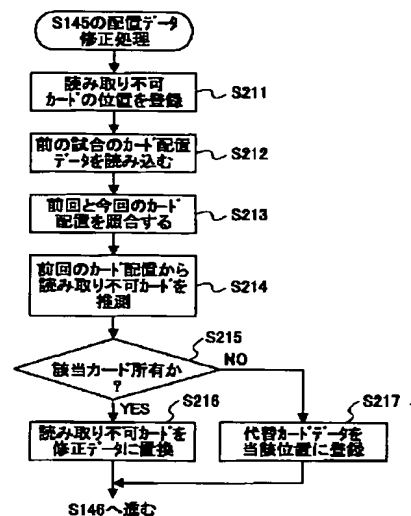 S145の配置データ
修正処理
読み取り不可
カードの位置を登録
S211
前の試合のカード配置
データを読み込む
S212
前回と今回のカード
配置を照合する
S213
前回のカード配置から
読み取り不可カードを
推測
S214
S215
該当カード所有か
?
NO
YES
S216
読み取り不可カードを
修正データに置換
S217
代替カードデータを
当該位置に登録
S146へ進む